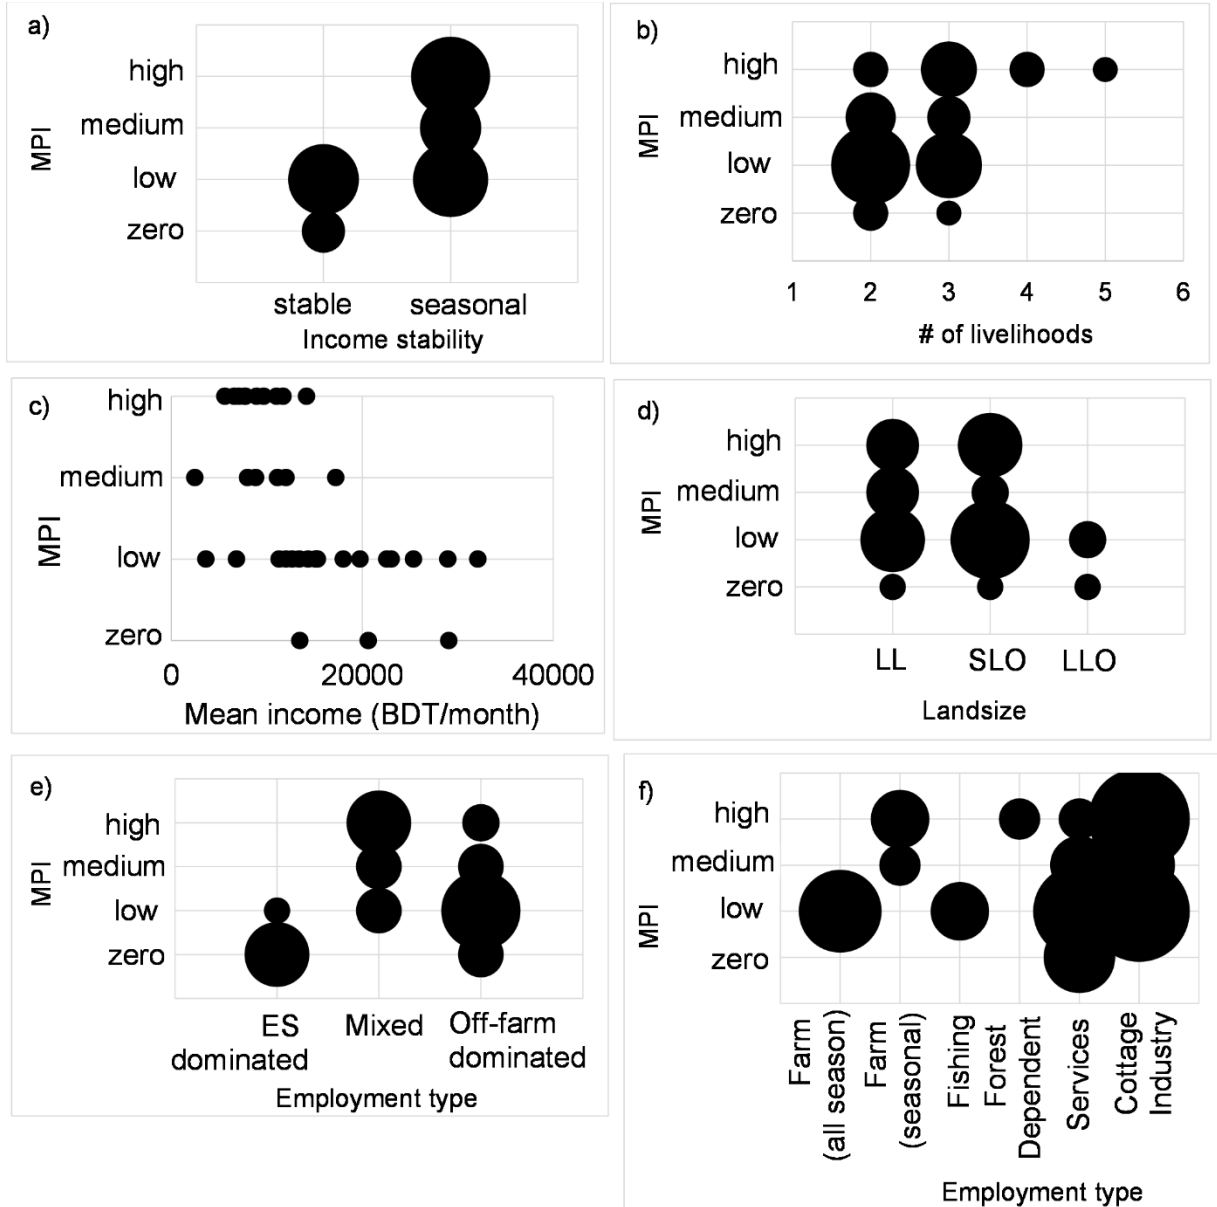 a)
high
medium
low
zero
MPI
stable seasonal
Income stability
b)
high
medium
low
zero
MPI
1 2 3 4 5 6
# of livelihoods
c)
high
medium
low
zero
MPI
0 20000 40000
Mean income (BDT/month)
d)
high
medium
low
zero
MPI
LL SLO LLO
Landsize
e)
high
medium
low
zero
MPI
ES
dominated
Mixed
Off-farm
dominated
Employment type
f)
high
medium
low
zero
MPI
Farm
(all season)
Farm
(seasonal)
Fishing
Forest
Dependent
Services
Cottage
Industry
Employment type